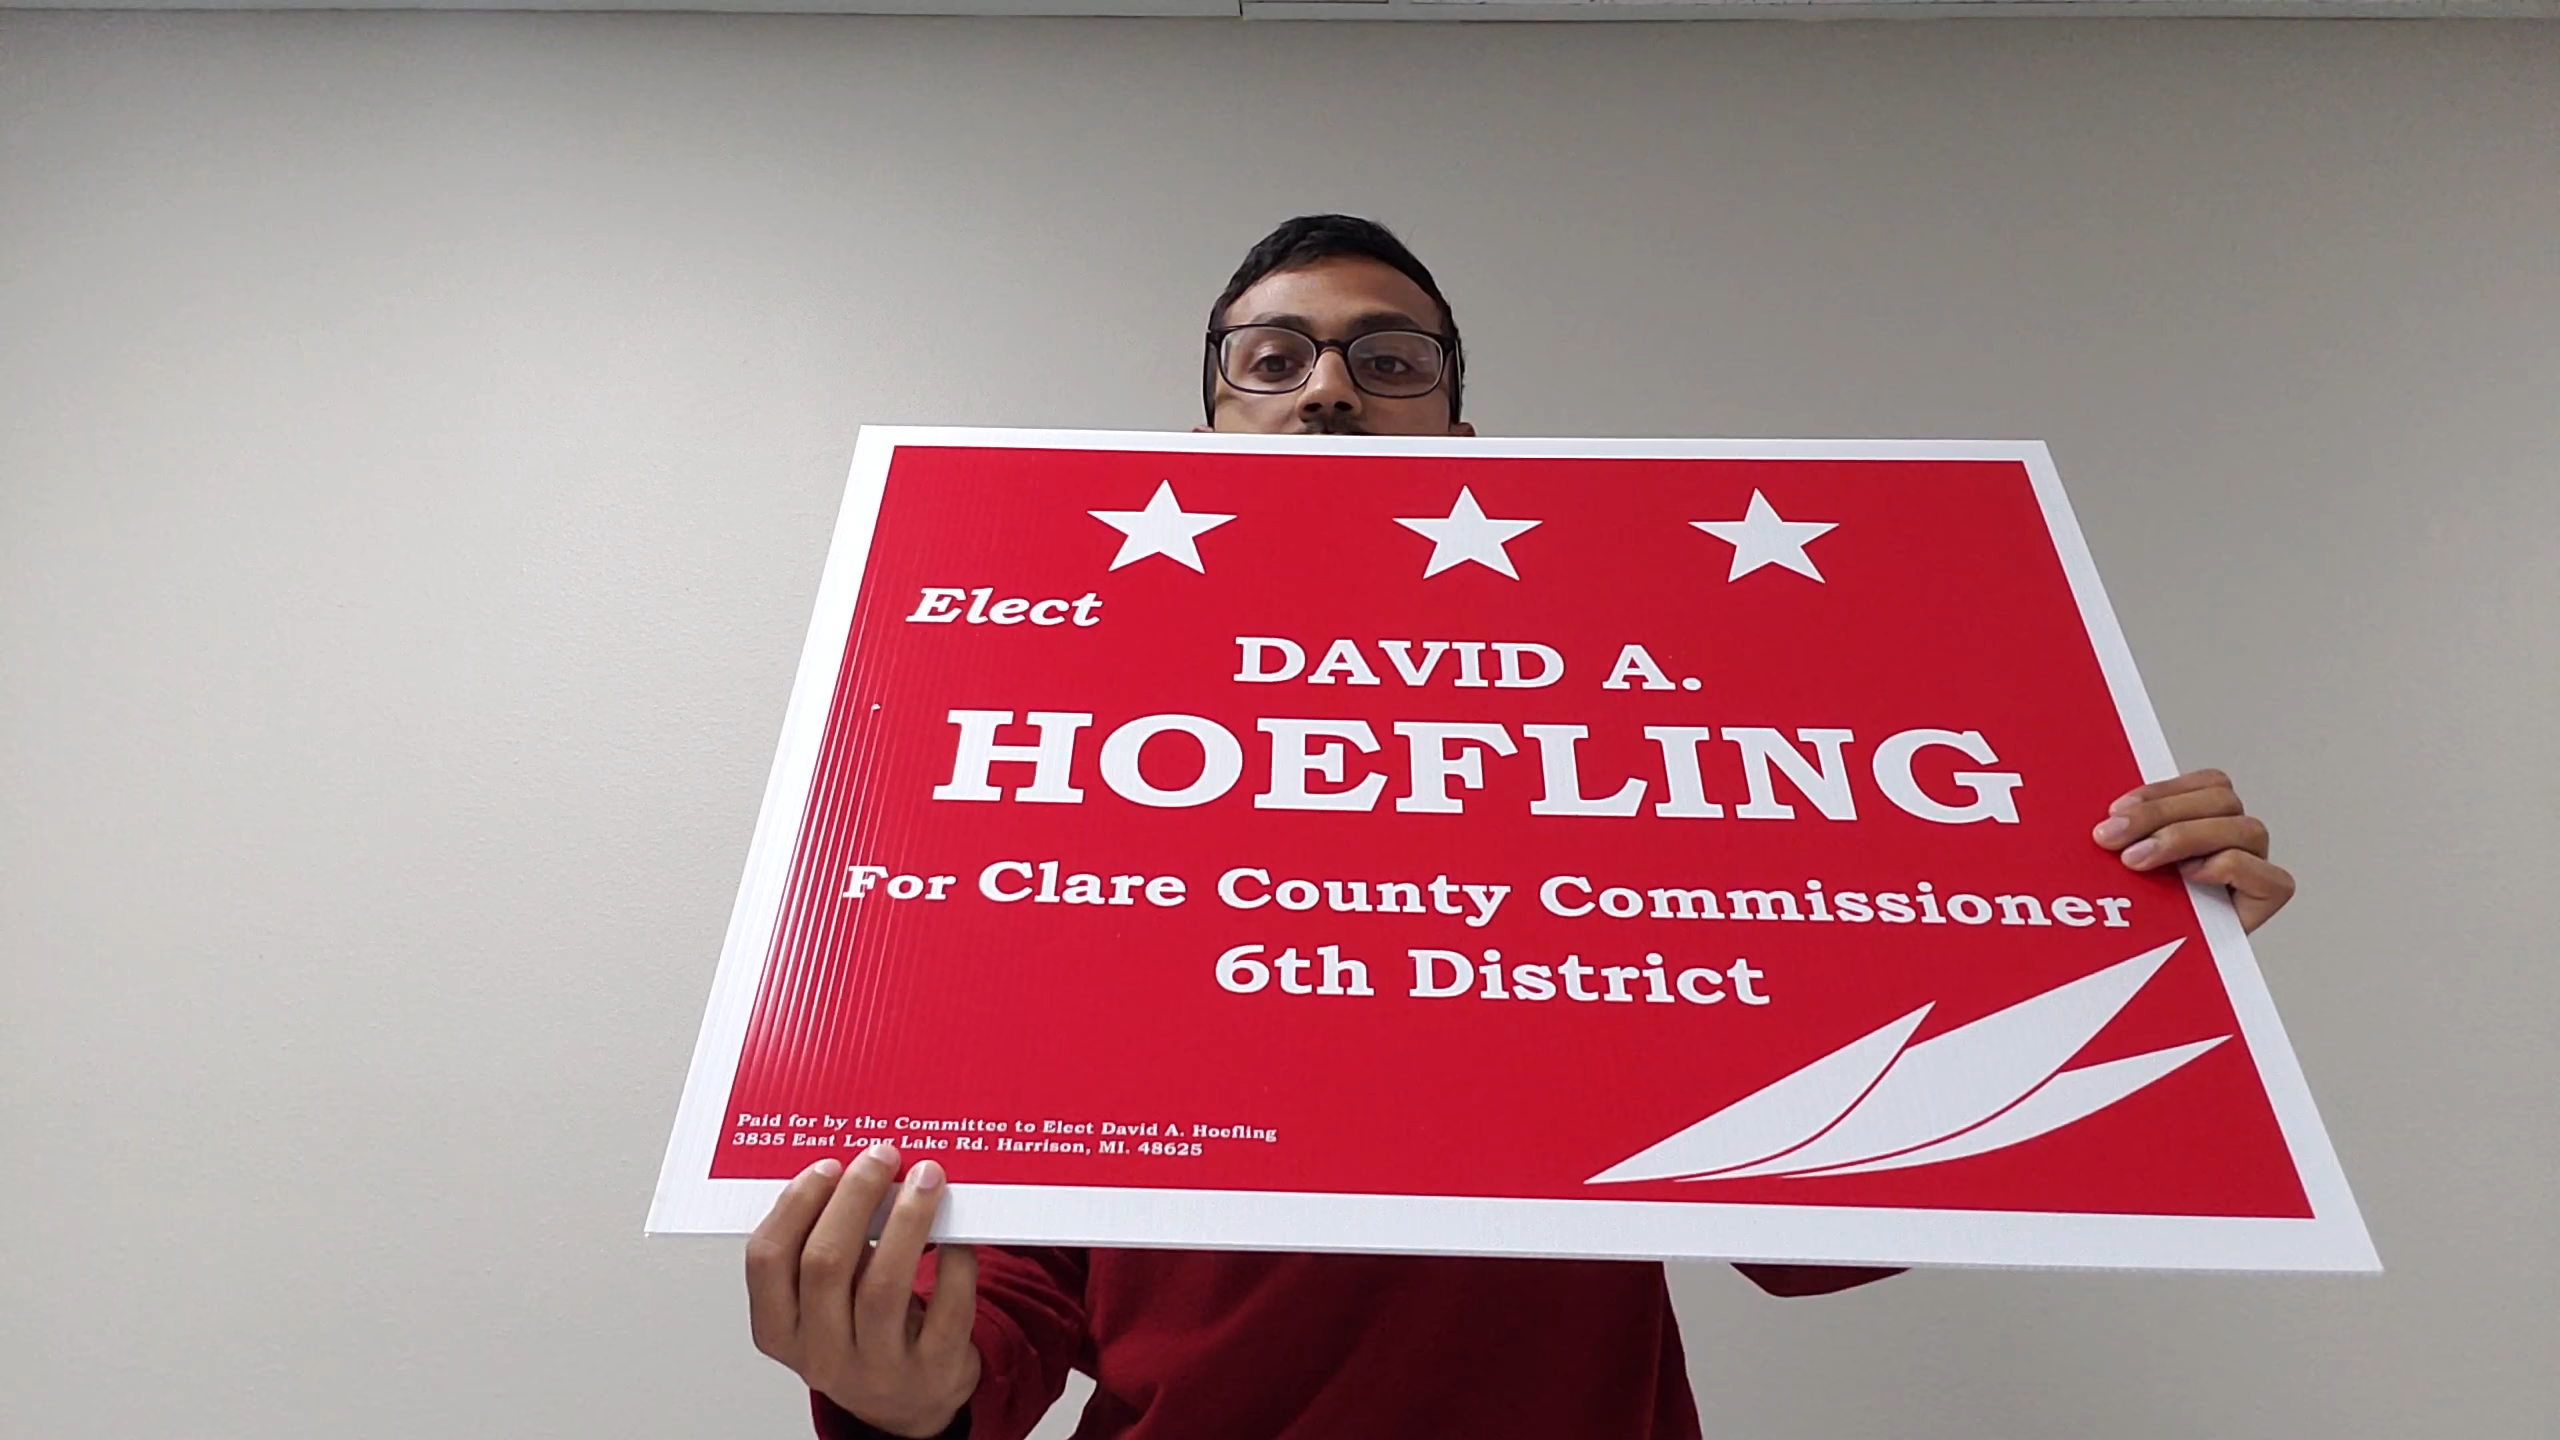 Elect
DAVID A.
HOEFLING
For Clare County Commissioner
6th District
Paid for by the Committee to Elect David A. Hoefling
3835 East Long Lake Rd. Harrison, MI. 48625